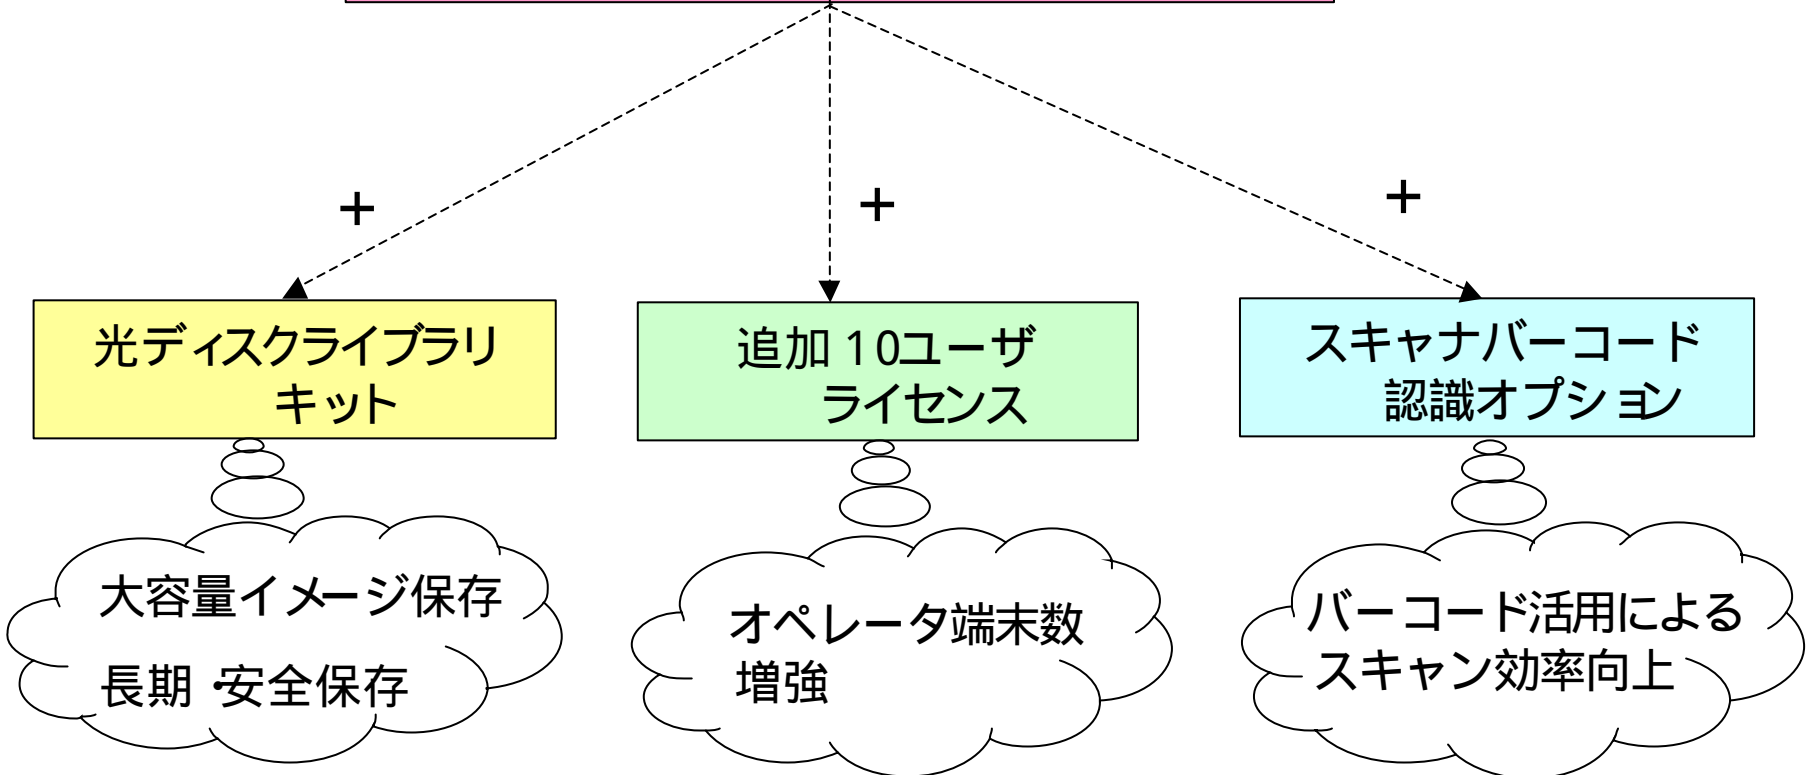 +
+
+
光ディスクライブラリ
キット
追加10ユーザ
ライセンス
スキャナバーコード
認識オプション
大容量イメージ保存
長期・安全保存
オペレータ端末数
増強
バーコード活用による
スキャン効率向上